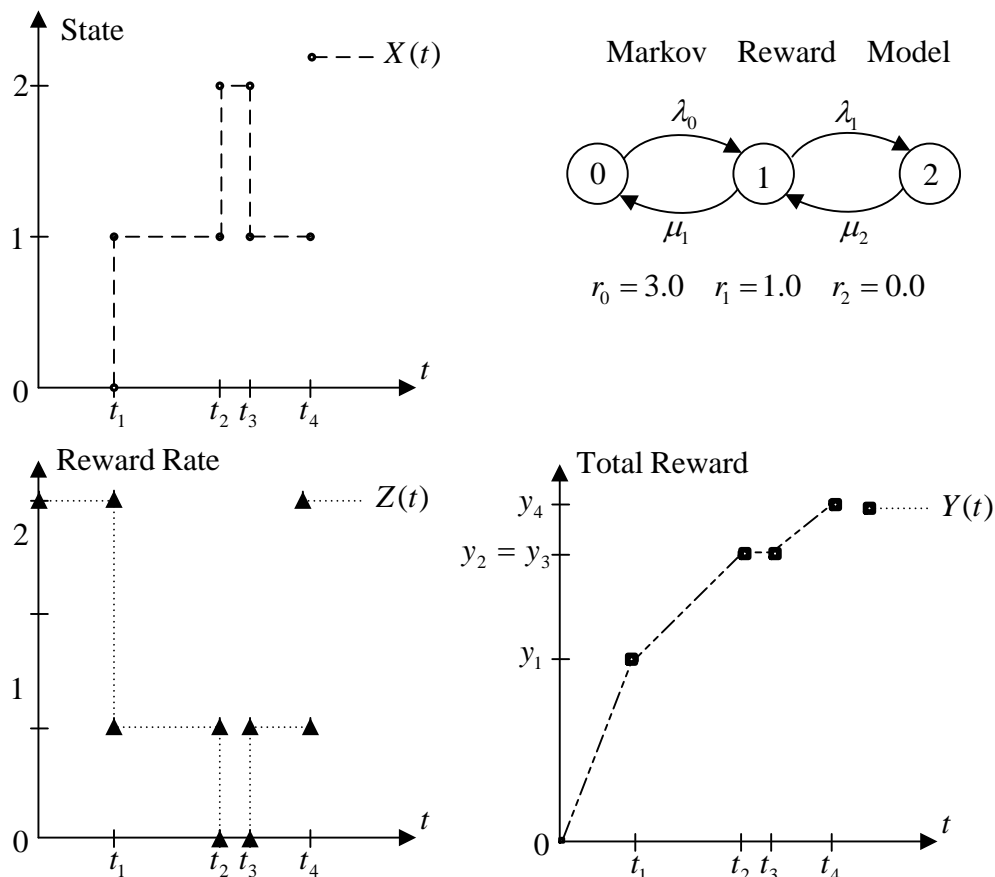 State
X(t)
2
1
0
t₁ t₂ t₃ t₄
t
Markov Reward Model
λ₀ λ₁
0 1 2
μ₁ μ₂
r₀ = 3.0 r₁ = 1.0 r₂ = 0.0
Reward Rate
Z(t)
2
1
0
t₁ t₂ t₃ t₄
t
Total Reward
y₄
Y(t)
y₂ = y₃
y₁
0
t₁ t₂ t₃ t₄
t